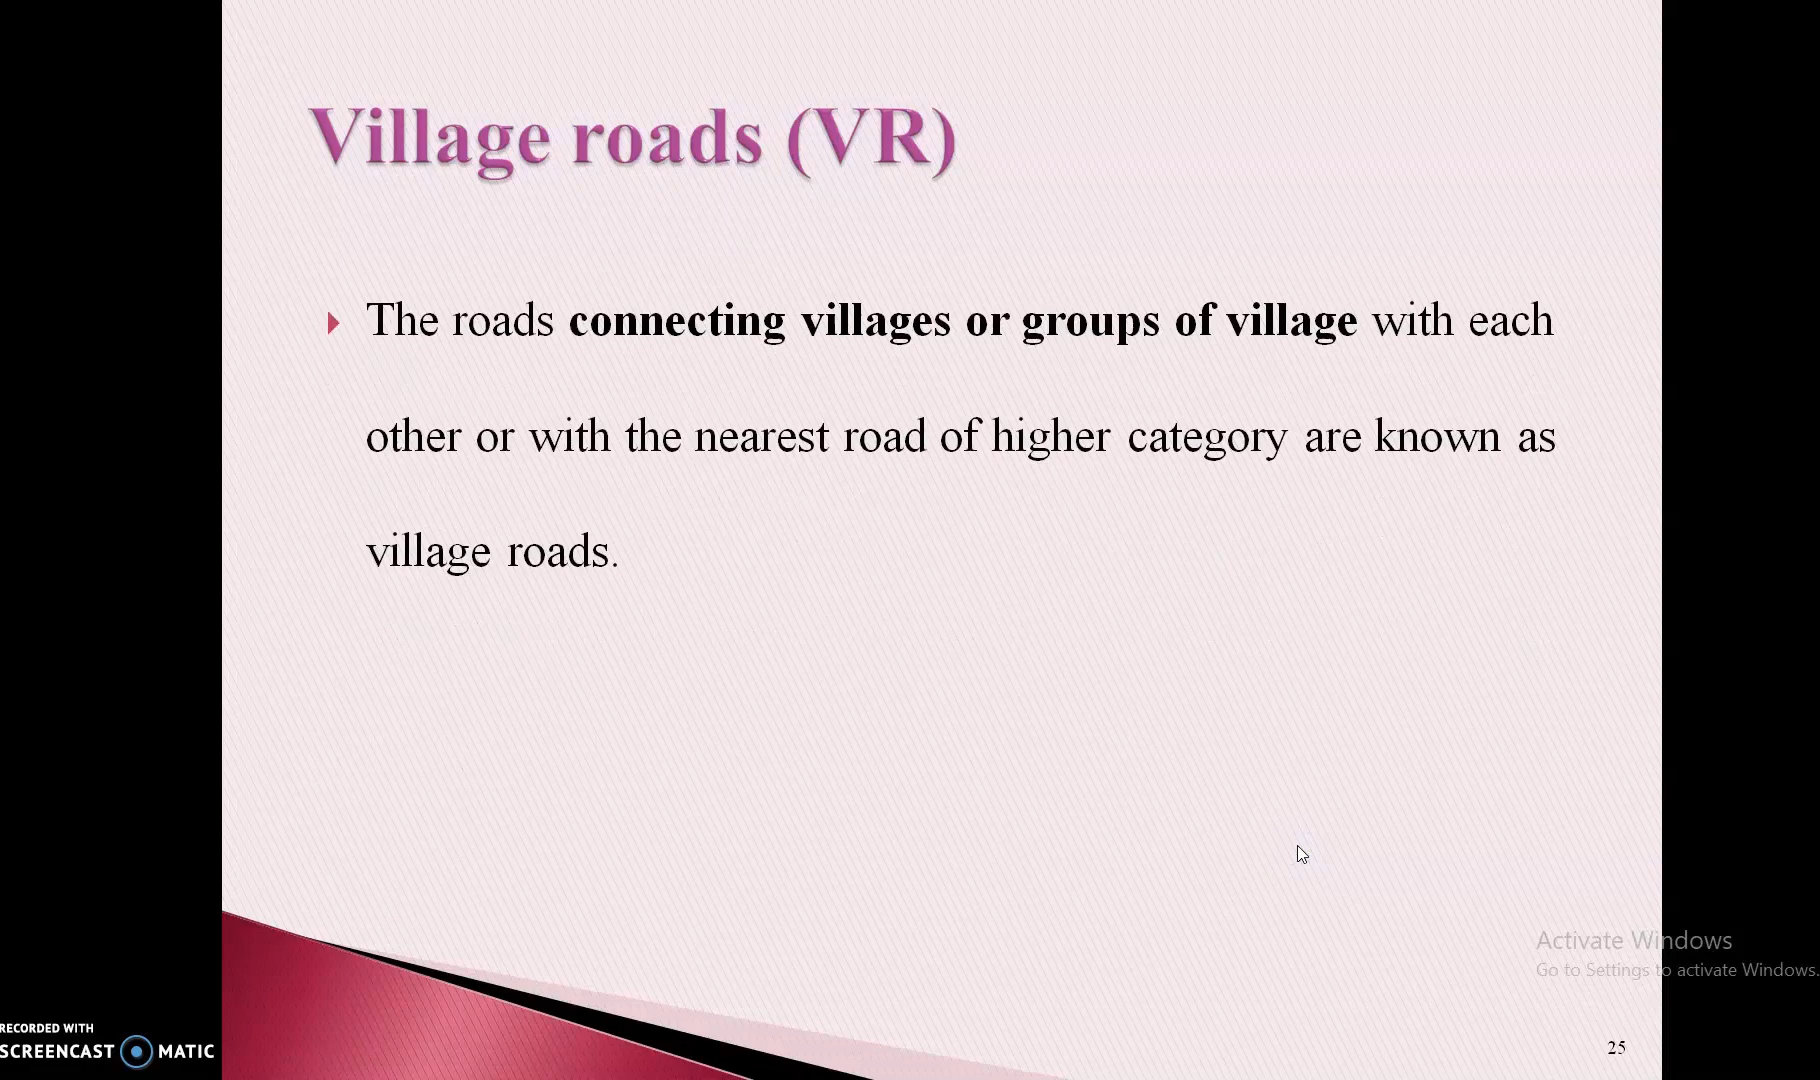 Village roads (VR)
The roads connecting villages or groups of village with each
other or with the nearest road of higher category are known as
village roads.
Activate Windows
Go to Settings to activate Windows.
RECORDED WITH
SCREENCAST MATIC
25